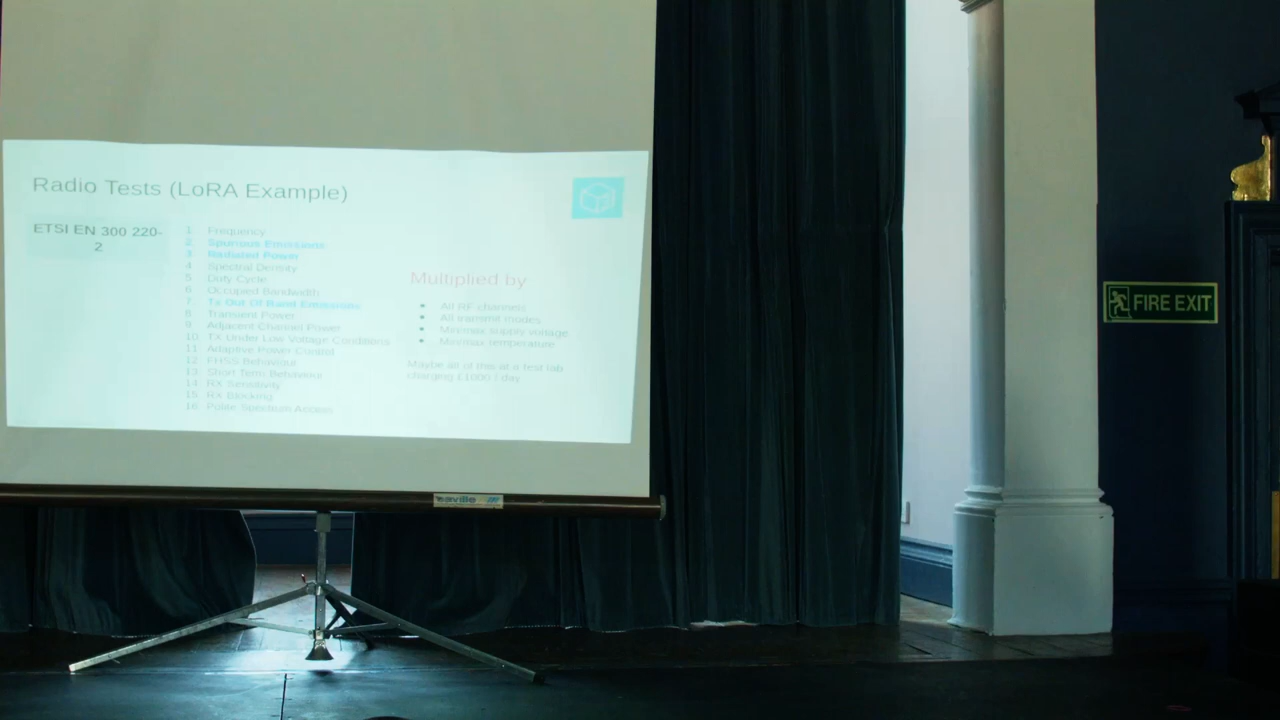 Radio Tests (LoRA Example)
ETSI EN 300 220-
2
1 Frequency
2. Spurious Emissions
3 Radiated Power
4 Spectral Density
5 Duty Cycle
6 Occupied Bandwidth
7. Tx Out Of Band Emissions
8 Transient Power
9 Adjacent Channel Power
10 TX Under Low Voltage Conditions
11 Adaptive Power Control
12 FHSS Behaviour
13 Short Term Behaviour
14 RX Sensitivity
15 RX Blocking
16 Polite Spectrum Access
Multiplied by
• All RF channels
• All transmit modes
• Min/max supply voltage
• Min/max temperature
Maybe all of this at a test lab
charging £1000 / day
saville
FIRE EXIT